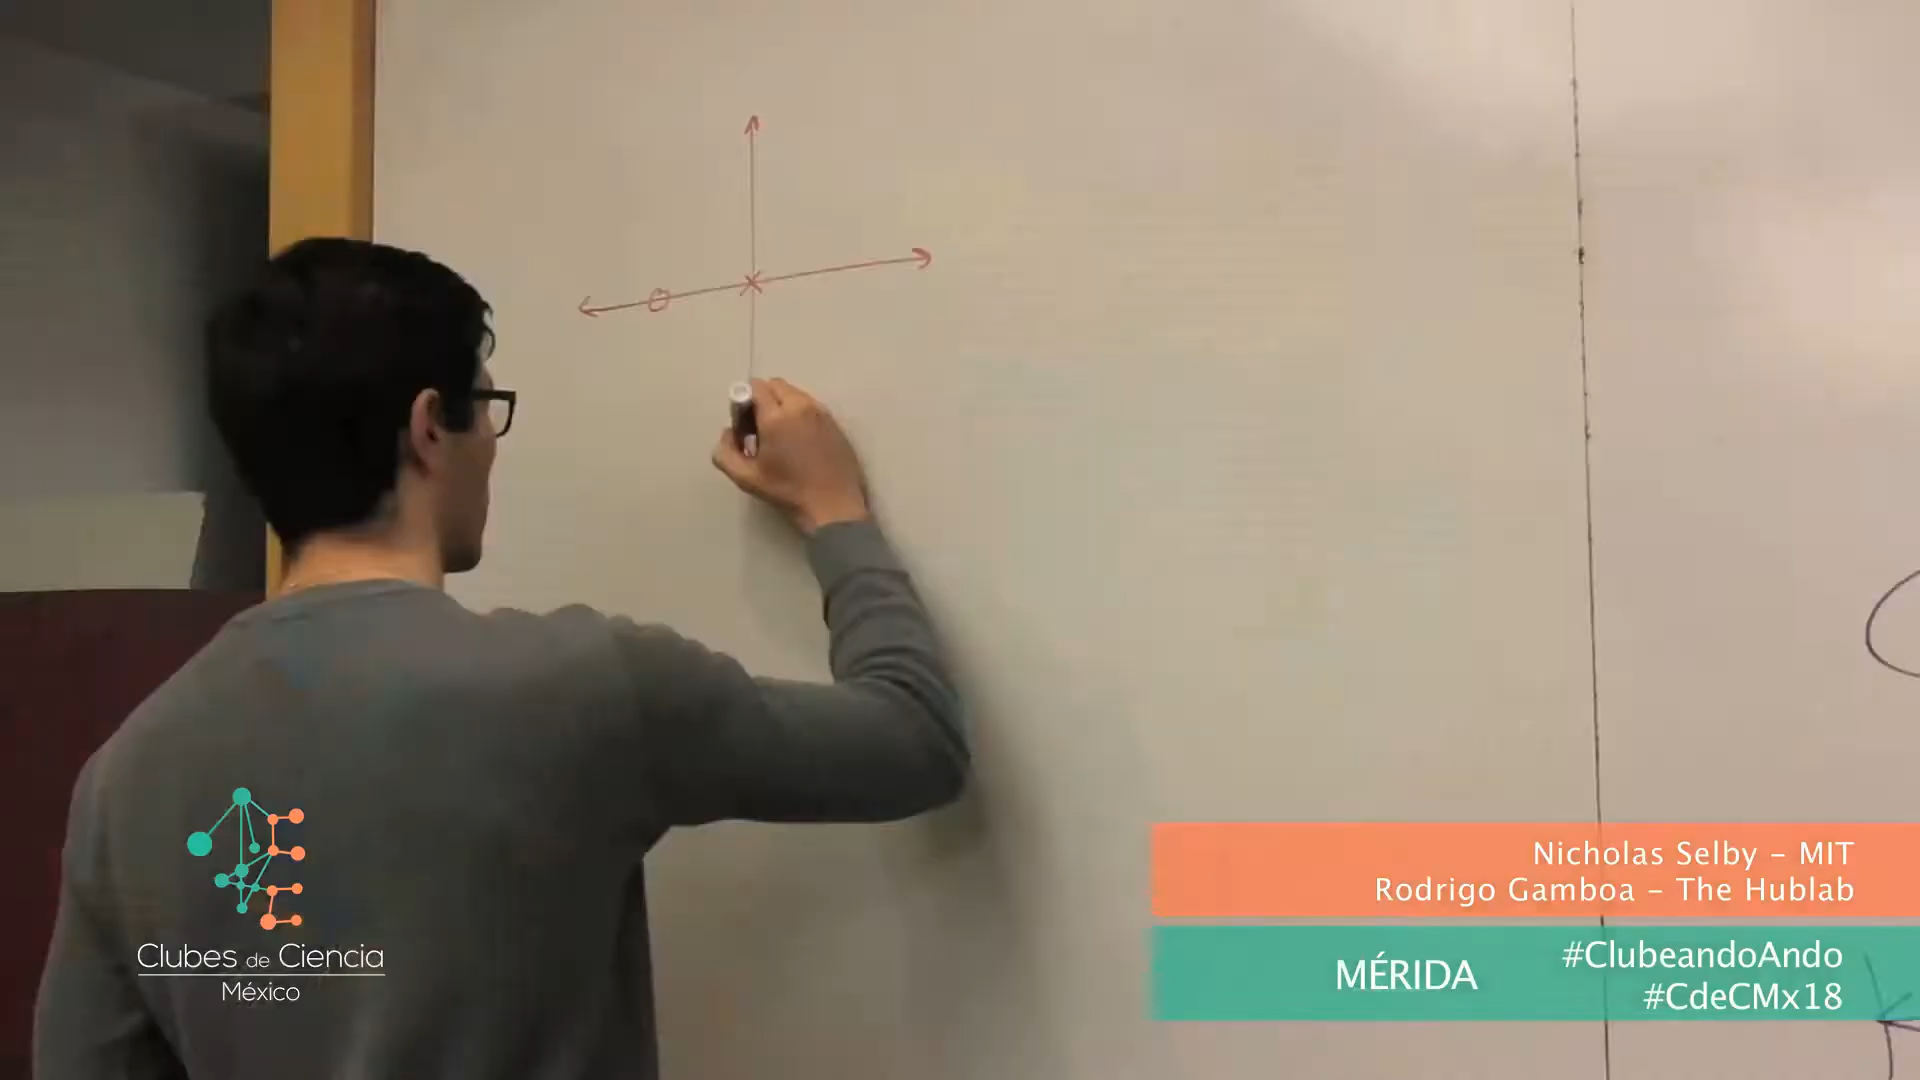 Nicholas Selby - MIT
Rodrigo Gamboa - The Hublab
MÉRIDA
#ClubeandoAndo
#CdeCMx18
Clubes de Ciencia
México